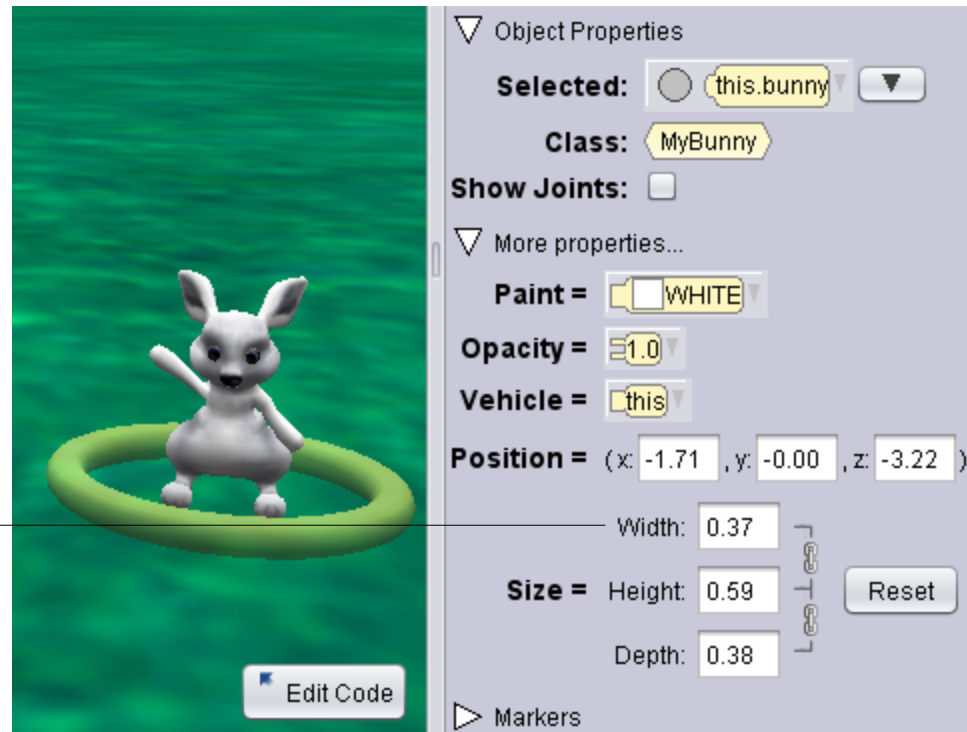 Object Properties
Selected: this.bunny
Class: MyBunny
Show Joints:
More properties...
Paint = WHITE
Opacity = 1.0
Vehicle = this
Position = (x: -1.71 , y: -0.00 , z: -3.22 )
Width: 0.37
Size = Height: 0.59 Reset
Depth: 0.38
Edit Code
Markers